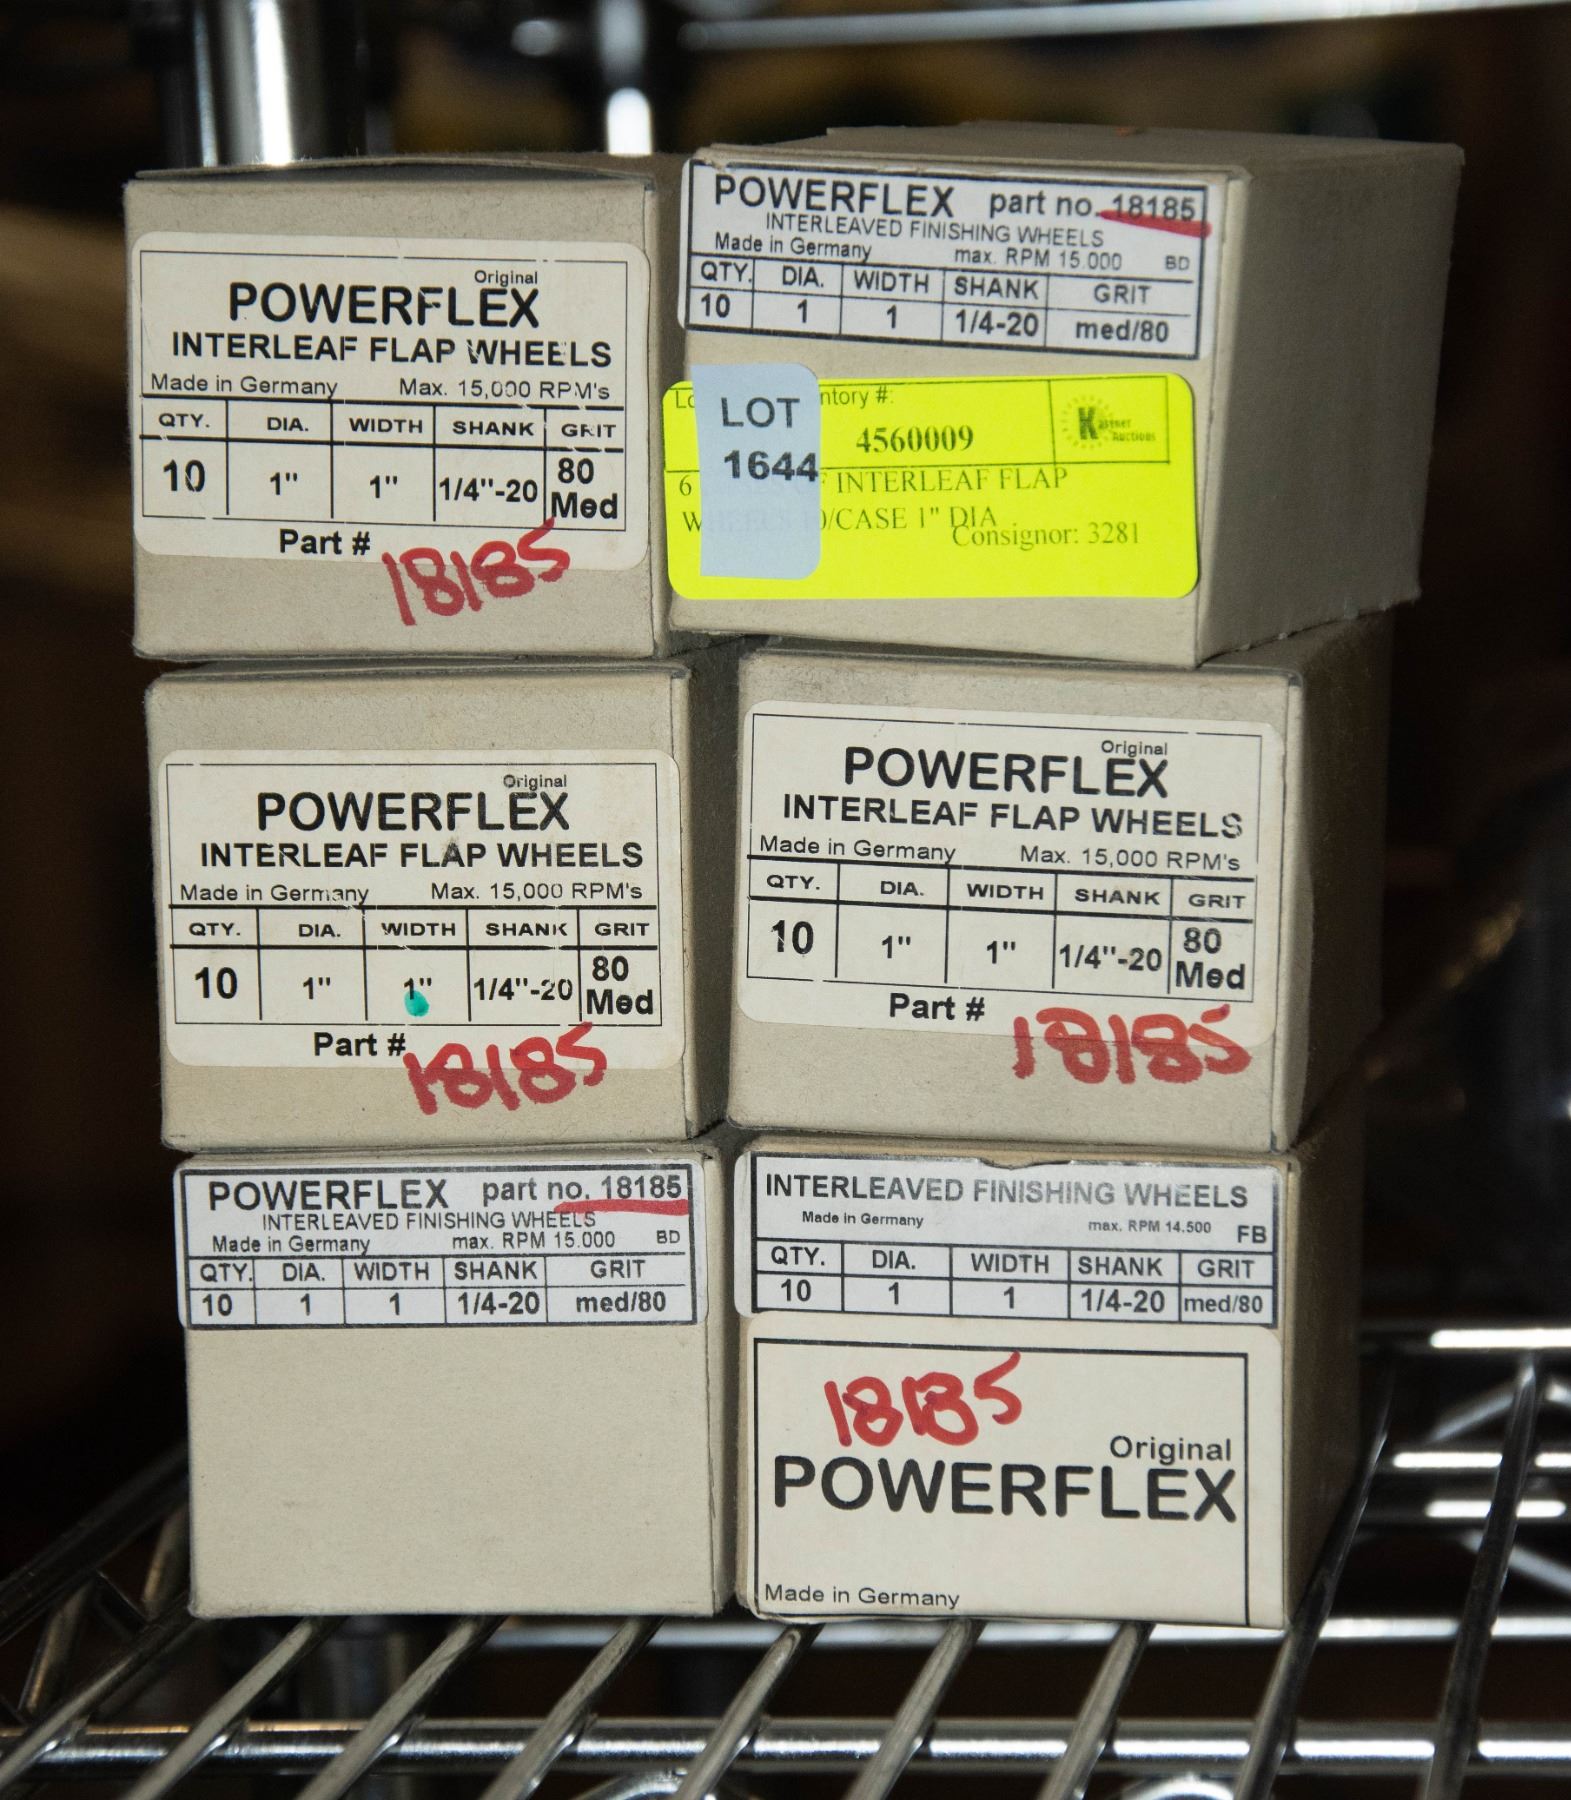 Original
POWERFLEX
INTERLEAF FLAP WHEELS
Made in Germany Max. 15,000 RPM's
QTY. DIA. WIDTH SHANK GRIT
10 1" 1" 1/4"-20 80 Med
Part # 18185
POWERFLEX part no. 18185
INTERLEAVED FINISHING WHEELS
Made in Germany max. RPM 15.000 BD
QTY. DIA. WIDTH SHANK GRIT
10 1 1 1/4-20 med/80
LOT
1644
4560009
Kastner Auctions
6 INTERLEAF FLAP
WHEELS 10/CASE 1" DIA
Consignor: 3281
Original
POWERFLEX
INTERLEAF FLAP WHEELS
Made in Germany Max. 15,000 RPM's
QTY. DIA. WIDTH SHANK GRIT
10 1" 1" 1/4"-20 80 Med
Part # 18185
Original
POWERFLEX
INTERLEAF FLAP WHEELS
Made in Germany Max. 15,000 RPM's
QTY. DIA. WIDTH SHANK GRIT
10 1" 1" 1/4"-20 80 Med
Part # 18185
POWERFLEX part no. 18185
INTERLEAVED FINISHING WHEELS
Made in Germany max. RPM 15.000 BD
QTY. DIA. WIDTH SHANK GRIT
10 1 1 1/4-20 med/80
INTERLEAVED FINISHING WHEELS
Made in Germany max. RPM 14.500 FB
QTY. DIA. WIDTH SHANK GRIT
10 1 1 1/4-20 med/80
18185
Original
POWERFLEX
Made in Germany